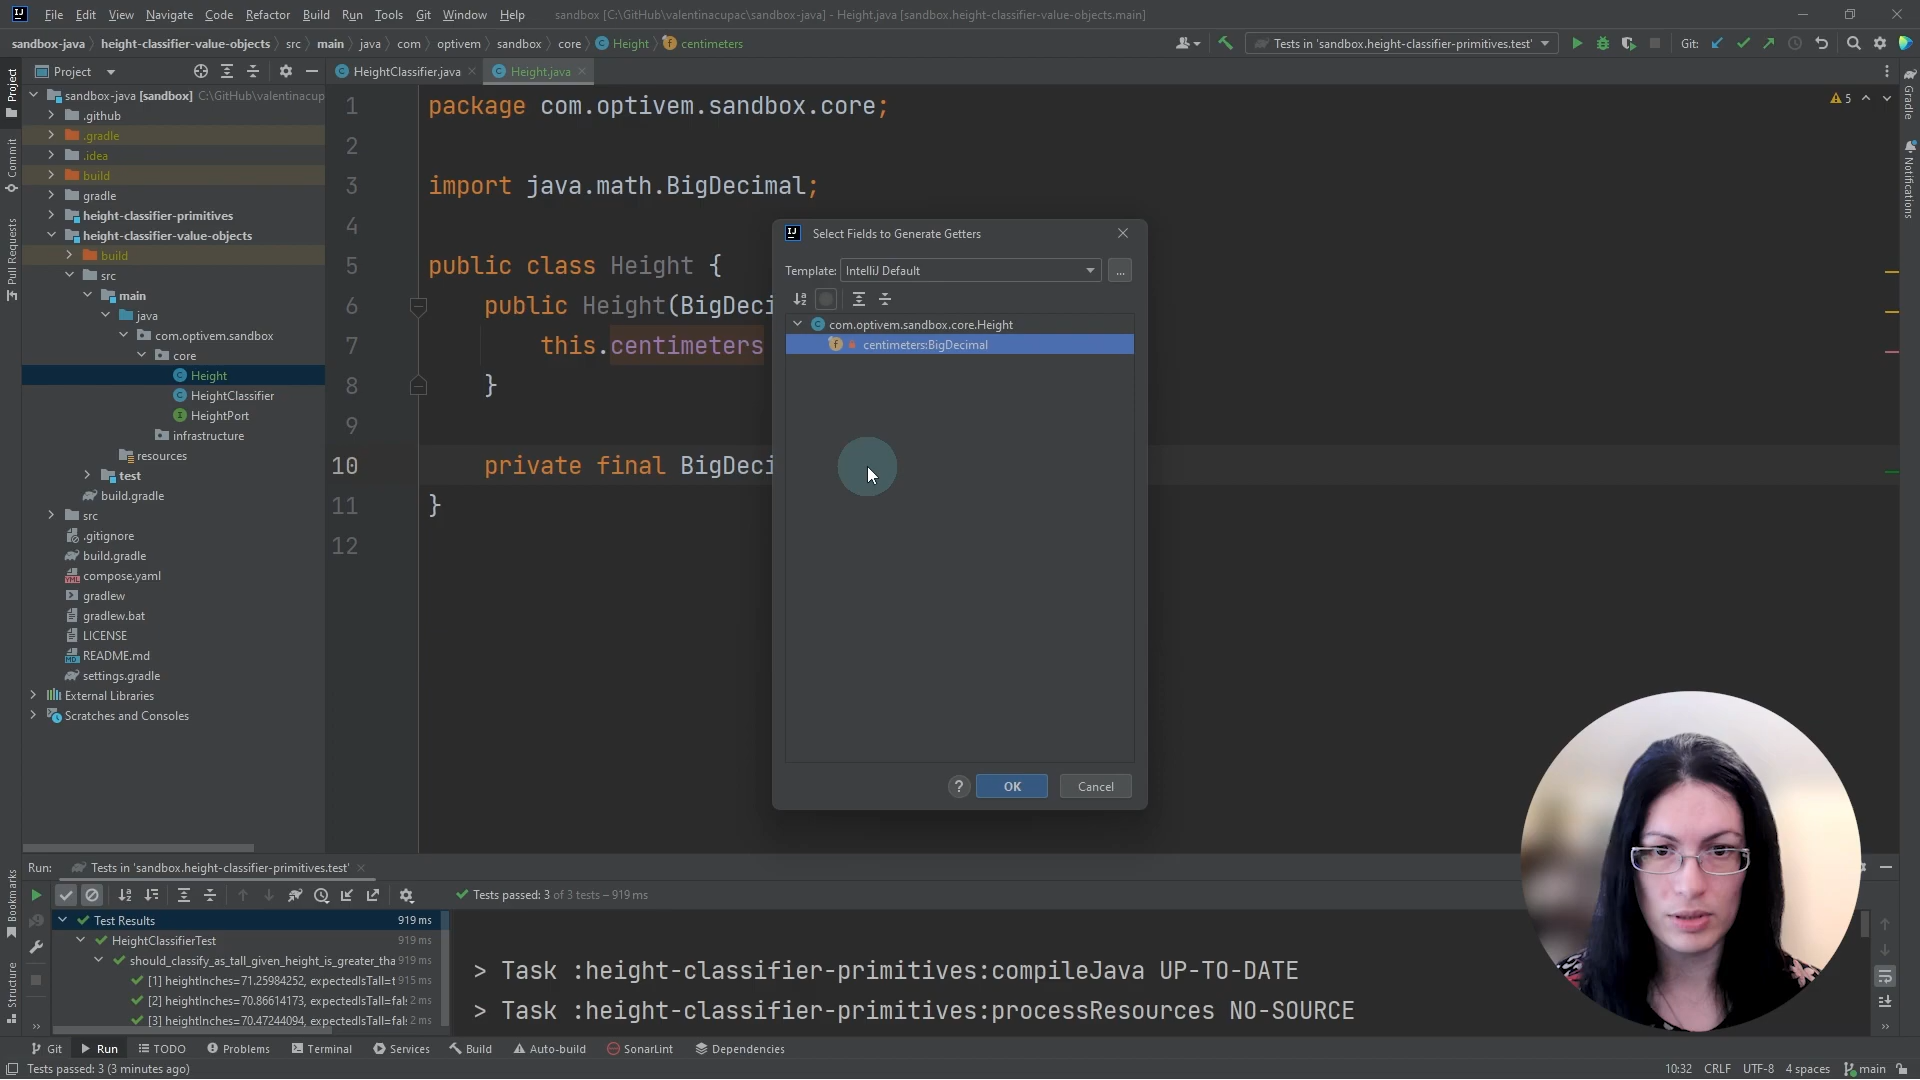 File Edit View Navigate Code Refactor Build Run Tools Git Window Help sandbox [C:\GitHub\valentinacupac\sandbox-java] - Height.java [sandbox.height-classifier-value-objects.main]
sandbox-java height-classifier-value-objects src main java com optivem sandbox core Height centimeters Tests in 'sandbox.height-classifier-primitives.test' Git:
Project
HeightClassifier.java
Height.java
sandbox-java [sandbox] C:\GitHub\valentinacup
.github
.gradle
.idea
build
gradle
height-classifier-primitives
height-classifier-value-objects
build
src
main
java
com.optivem.sandbox
core
Height
HeightClassifier
HeightPort
infrastructure
resources
test
build.gradle
src
.gitignore
build.gradle
compose.yaml
gradlew
gradlew.bat
LICENSE
README.md
settings.gradle
External Libraries
Scratches and Consoles
Project
Commit
Pull Requests
Bookmarks
Structure
Gradle
Notifications
5
1 package com.optivem.sandbox.core;
2
3 import java.math.BigDecimal;
4
5 public class Height {
6 public Height(BigDeci
7 this.centimeters
8 }
9
10 private final BigDeci
11 }
12
Select Fields to Generate Getters
Template: IntelliJ Default ...
com.optivem.sandbox.core.Height
centimeters:BigDecimal
? OK Cancel
Run: Tests in 'sandbox.height-classifier-primitives.test'
Tests passed: 3 of 3 tests – 919 ms
Test Results 919 ms
HeightClassifierTest 919 ms
should_classify_as_tall_given_height_is_greater_tha 919 ms
[1] heightInches=71.25984252, expectedIsTall=t 915 ms
[2] heightInches=70.86614173, expectedIsTall=fal 2 ms
[3] heightInches=70.47244094, expectedIsTall=fal 2 ms
> Task :height-classifier-primitives:compileJava UP-TO-DATE
> Task :height-classifier-primitives:processResources NO-SOURCE
Git Run TODO Problems Terminal Services Build Auto-build SonarLint Dependencies
Tests passed: 3 (3 minutes ago) 10:32 CRLF UTF-8 4 spaces main